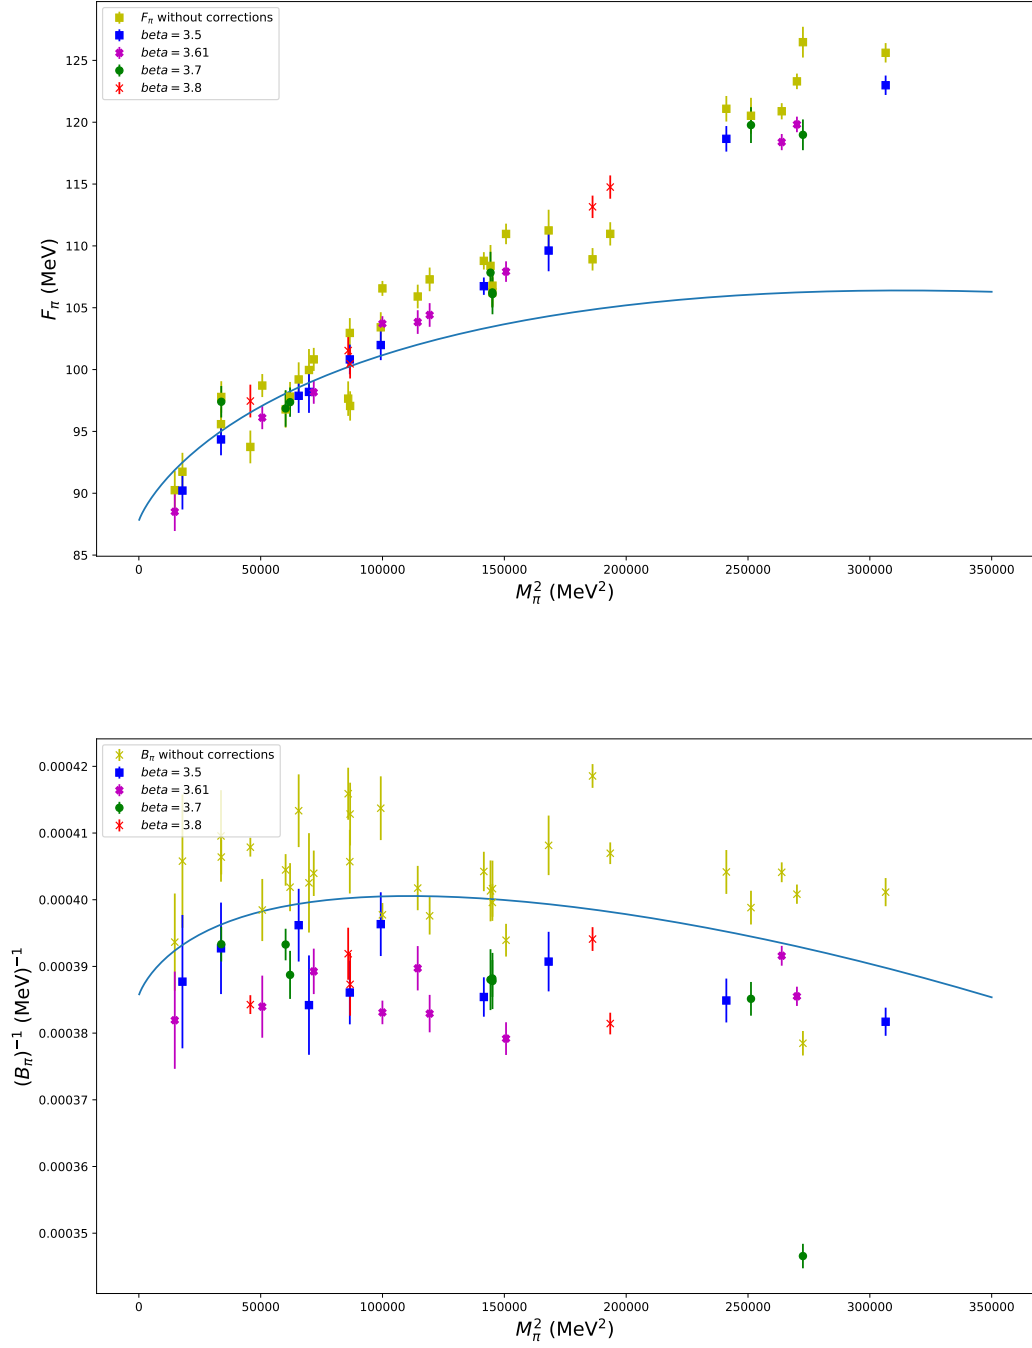 F_π without corrections
beta = 3.5
beta = 3.61
beta = 3.7
beta = 3.8
F_π (MeV)
125
120
115
110
105
100
95
90
85
0 50000 100000 150000 200000 250000 300000 350000
M_π^2 (MeV^2)
B_π without corrections
beta = 3.5
beta = 3.61
beta = 3.7
beta = 3.8
(B_π)^−1 (MeV)^−1
0.00042
0.00041
0.00040
0.00039
0.00038
0.00037
0.00036
0.00035
0 50000 100000 150000 200000 250000 300000 350000
M_π^2 (MeV^2)